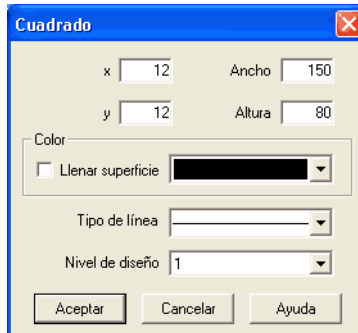 Cuadrado
x 12 Ancho 150
y 12 Altura 80
Color
Llenar superficie
Tipo de línea
Nivel de diseño 1
Aceptar Cancelar Ayuda